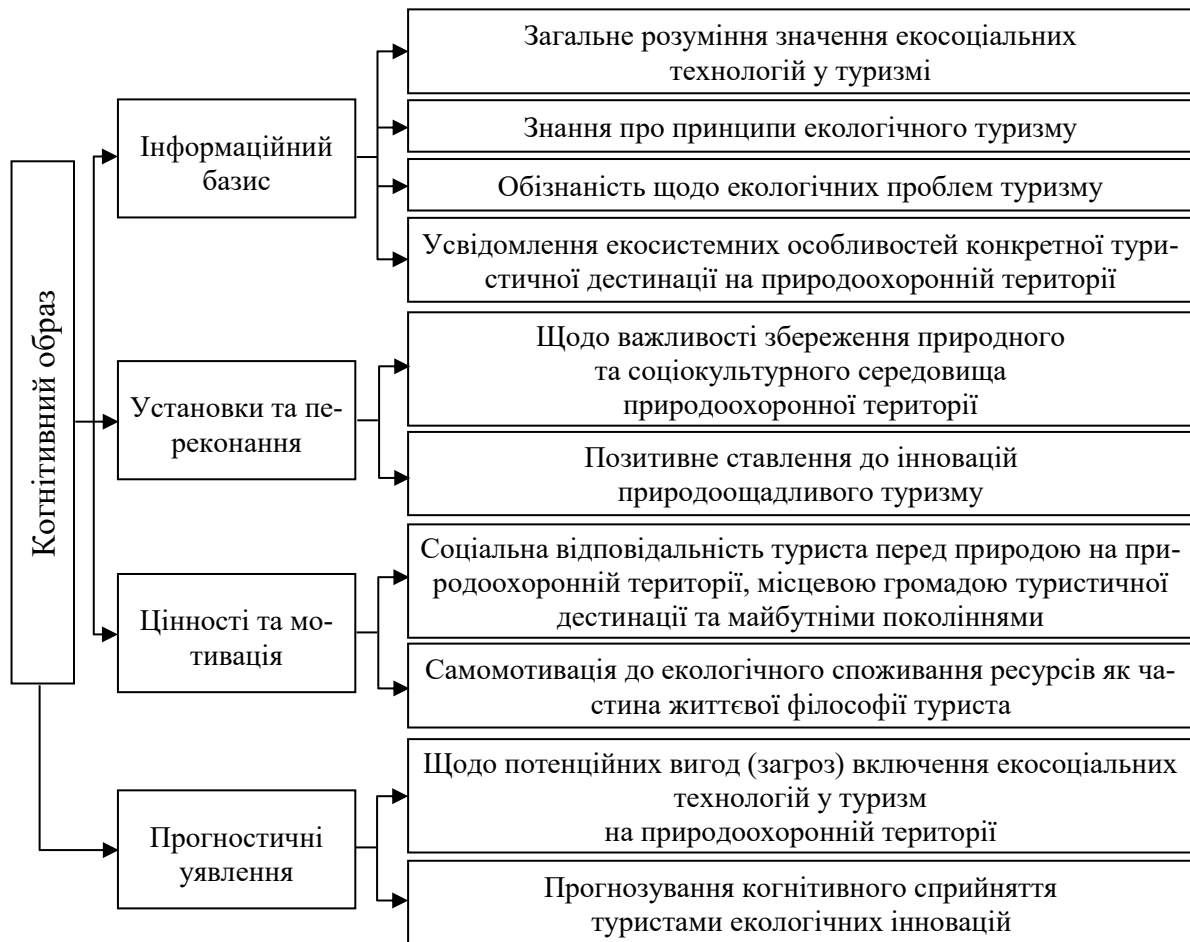 Когнітивний образ
Інформаційний
базис
Загальне розуміння значення екосоціальних
технологій у туризмі
Знання про принципи екологічного туризму
Обізнаність щодо екологічних проблем туризму
Усвідомлення екосистемних особливостей конкретної тури-
стичної дестинації на природоохоронній території
Установки та пе-
реконання
Щодо важливості збереження природного
та соціокультурного середовища
природоохоронної території
Позитивне ставлення до інновацій
природоощадливого туризму
Цінності та мо-
тивація
Соціальна відповідальність туриста перед природою на при-
родоохоронній території, місцевою громадою туристичної
дестинації та майбутніми поколіннями
Самомотивація до екологічного споживання ресурсів як ча-
стина життєвої філософії туриста
Прогностичні
уявлення
Щодо потенційних вигод (загроз) включення екосоціальних
технологій у туризм
на природоохоронній території
Прогнозування когнітивного сприйняття
туристами екологічних інновацій